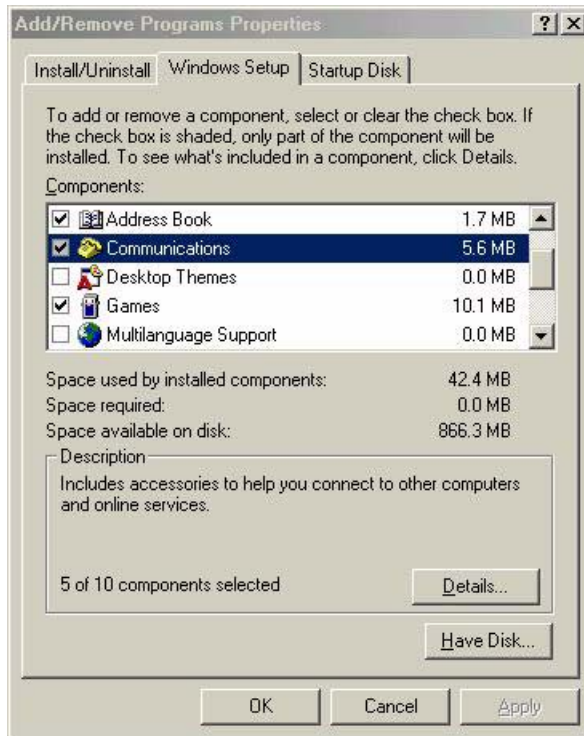 Add/Remove Programs Properties
Install/Uninstall Windows Setup Startup Disk
To add or remove a component, select or clear the check box. If
the check box is shaded, only part of the component will be
installed. To see what's included in a component, click Details.
Components:
Address Book 1.7 MB
Communications 5.6 MB
Desktop Themes 0.0 MB
Games 10.1 MB
Multilanguage Support 0.0 MB
Space used by installed components: 42.4 MB
Space required: 0.0 MB
Space available on disk: 866.3 MB
Description
Includes accessories to help you connect to other computers
and online services.
5 of 10 components selected
Details...
Have Disk...
OK Cancel Apply